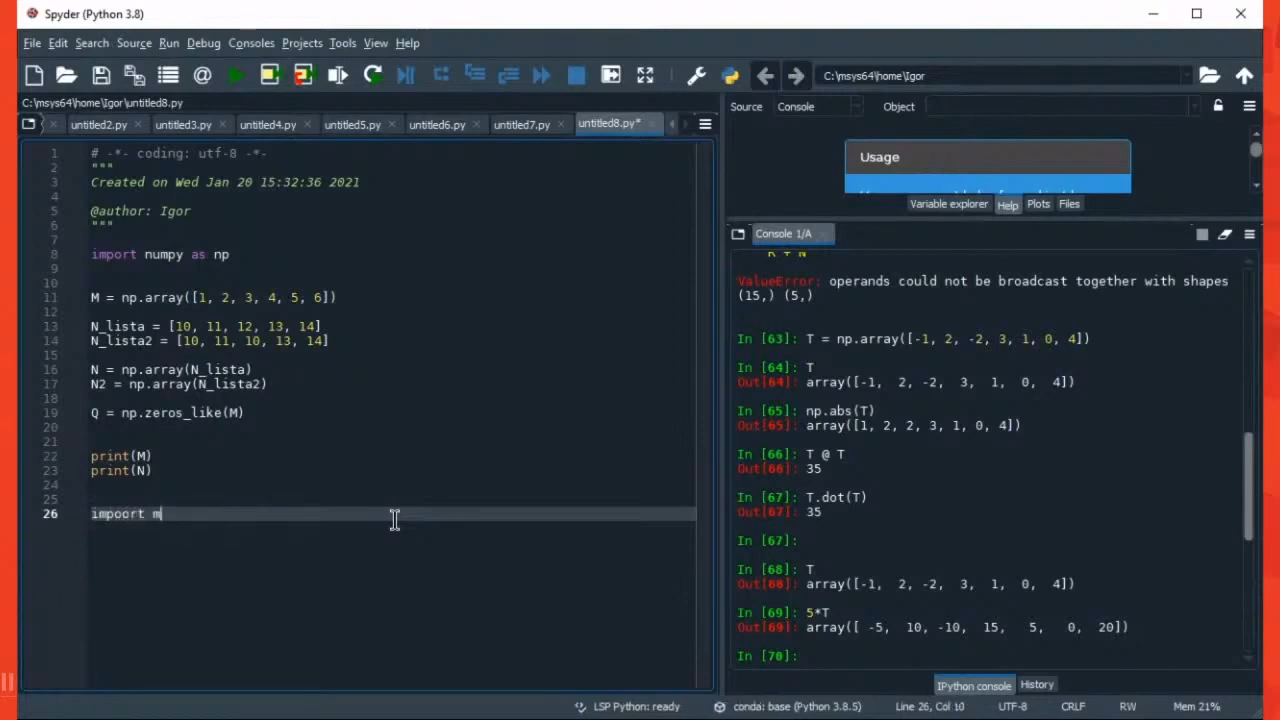 Spyder (Python 3.8)
File Edit Search Source Run Debug Consoles Projects Tools View Help
C:\msys64\home\Igor
C:\msys64\home\Igor\untitled8.py
Source Console Object
untitled2.py untitled3.py untitled4.py untitled5.py untitled6.py untitled7.py untitled8.py*
1 # -*- coding: utf-8 -*-
2 """
3 Created on Wed Jan 20 15:32:36 2021
4
5 @author: Igor
6 """
7
8 import numpy as np
9
10
11 M = np.array([1, 2, 3, 4, 5, 6])
12
13 N_lista = [10, 11, 12, 13, 14]
14 N_lista2 = [10, 11, 10, 13, 14]
15
16 N = np.array(N_lista)
17 N2 = np.array(N_lista2)
18
19 Q = np.zeros_like(M)
20
21
22 print(M)
23 print(N)
24
25
26 impoort m
Usage
Variable explorer Help Plots Files
Console 1/A
ValueError: operands could not be broadcast together with shapes
(15,) (5,)
In [63]: T = np.array([-1, 2, -2, 3, 1, 0, 4])
In [64]: T
Out[64]: array([-1, 2, -2, 3, 1, 0, 4])
In [65]: np.abs(T)
Out[65]: array([1, 2, 2, 3, 1, 0, 4])
In [66]: T @ T
Out[66]: 35
In [67]: T.dot(T)
Out[67]: 35
In [67]:
In [68]: T
Out[68]: array([-1, 2, -2, 3, 1, 0, 4])
In [69]: 5*T
Out[69]: array([ -5, 10, -10, 15, 5, 0, 20])
In [70]:
IPython console History
LSP Python: ready conda: base (Python 3.8.5) Line 26, Col 10 UTF-8 CRLF RW Mem 21%